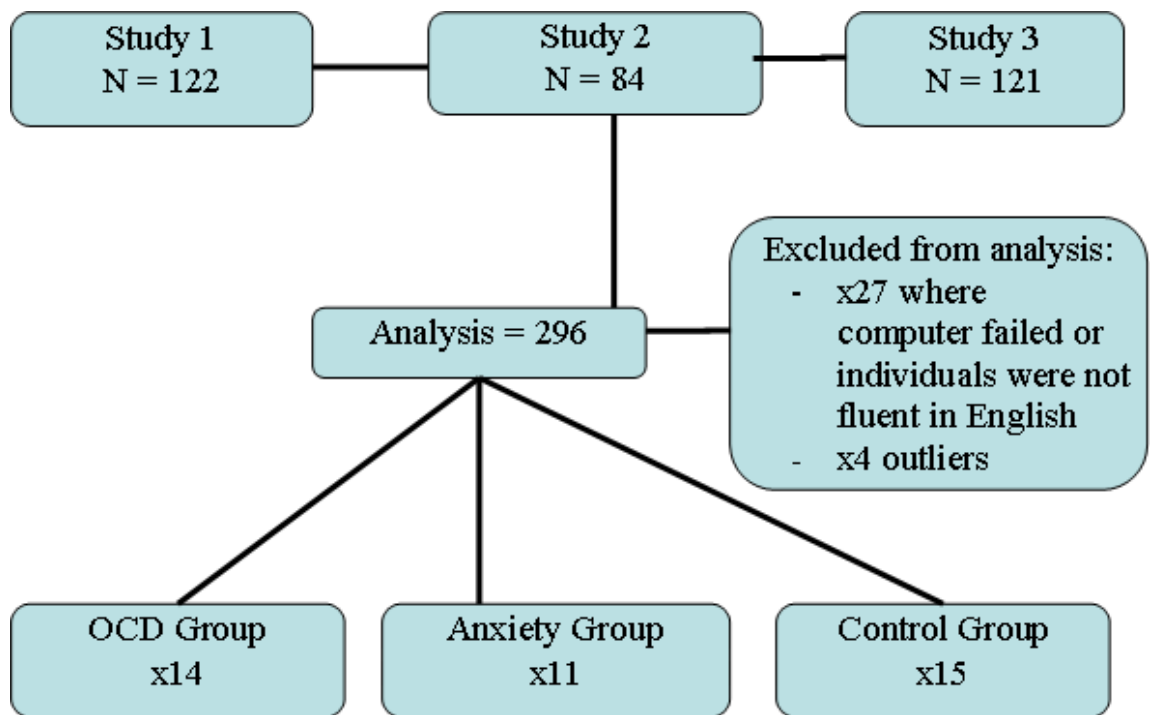 Study 1
N = 122
Study 2
N = 84
Study 3
N = 121
Excluded from analysis:
- x27 where
computer failed or
individuals were not
fluent in English
- x4 outliers
Analysis = 296
OCD Group
x14
Anxiety Group
x11
Control Group
x15